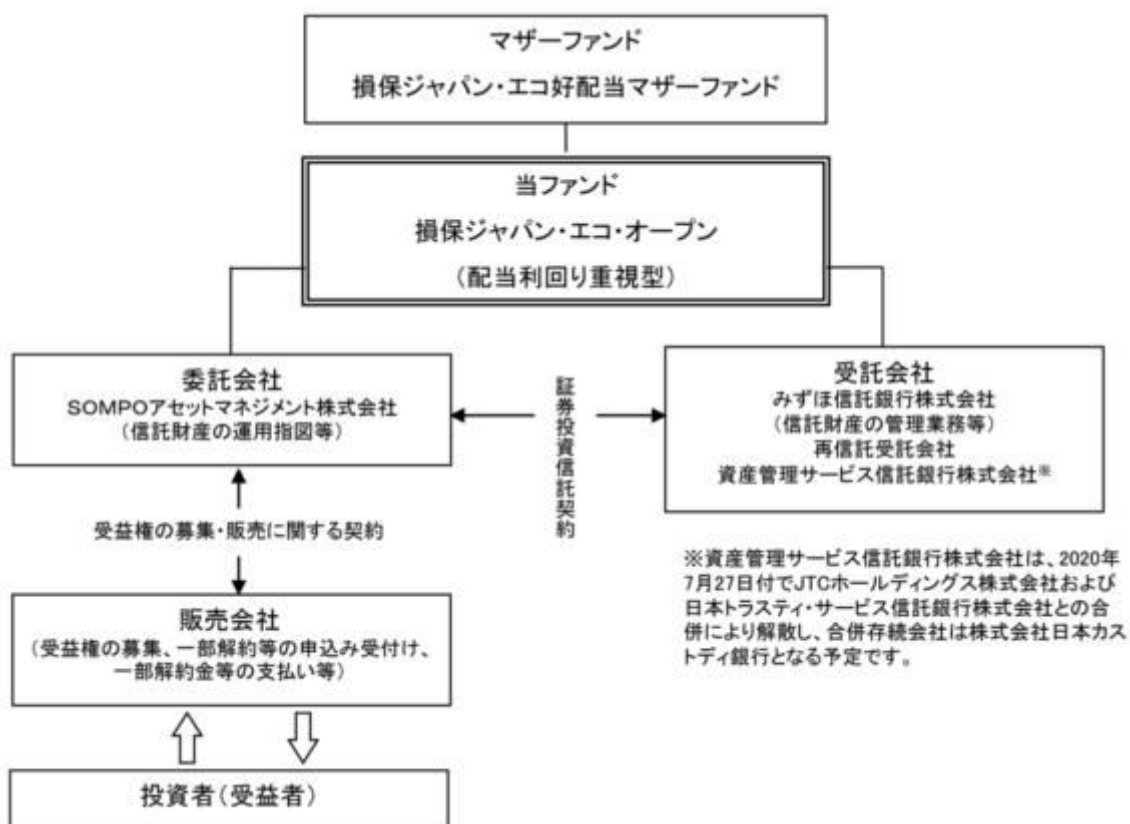 マザーファンド
損保ジャパン・エコ好配当マザーファンド
当ファンド
損保ジャパン・エコ・オープン
（配当利回り重視型）
委託会社
SOMPOアセットマネジメント株式会社
（信託財産の運用指図等）
証券投資信託契約
受託会社
みずほ信託銀行株式会社
（信託財産の管理業務等）
再信託受託会社
資産管理サービス信託銀行株式会社※
受益権の募集・販売に関する契約
※資産管理サービス信託銀行株式会社は、2020年
7月27日付でJTCホールディングス株式会社および
日本トラスティ・サービス信託銀行株式会社との合
併により解散し、合併存続会社は株式会社日本カス
トディ銀行となる予定です。
販売会社
（受益権の募集、一部解約等の申込み受付け、
一部解約金等の支払い等）
投資者（受益者）